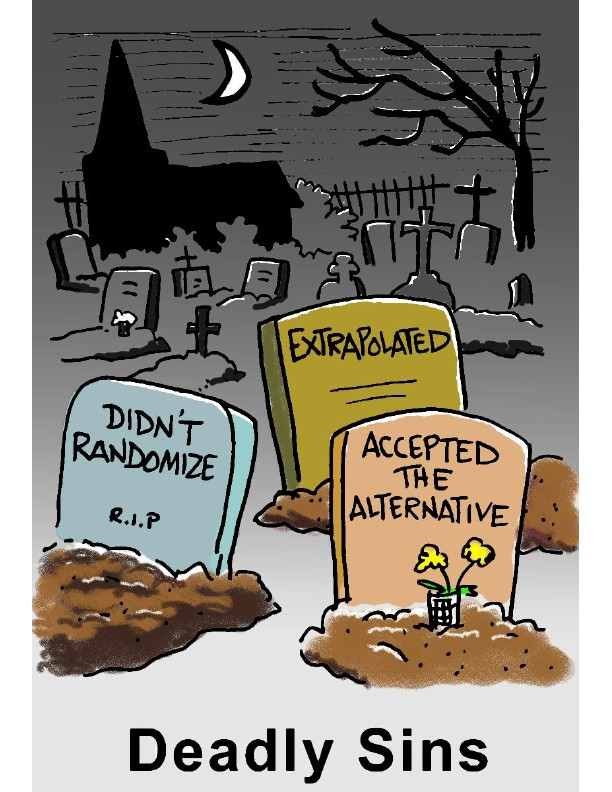 EXTRAPOLATED
DIDN'T
RANDOMIZE
R.I.P
ACCEPTED
THE
ALTERNATIVE
Deadly Sins